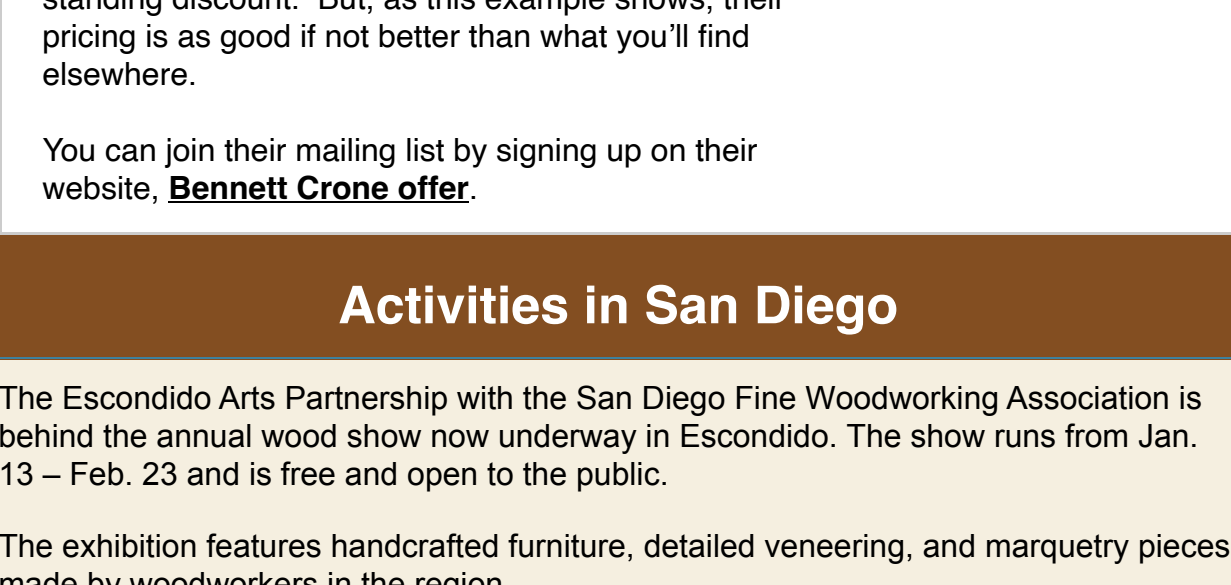 standing discount.  But, as this example shows, their
pricing is as good if not better than what you’ll find
elsewhere.
You can join their mailing list by signing up on their
website, Bennett Crone offer.
Activities in San Diego
The Escondido Arts Partnership with the San Diego Fine Woodworking Association is
behind the annual wood show now underway in Escondido. The show runs from Jan.
13 – Feb. 23 and is free and open to the public.
The exhibition features handcrafted furniture, detailed veneering, and marquetry pieces
made by woodworkers in the region